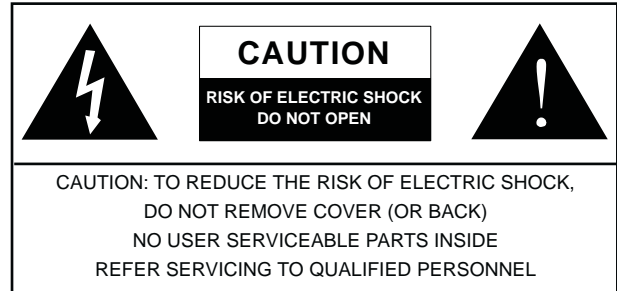 CAUTION
RISK OF ELECTRIC SHOCK
DO NOT OPEN
!
CAUTION: TO REDUCE THE RISK OF ELECTRIC SHOCK,
DO NOT REMOVE COVER (OR BACK)
NO USER SERVICEABLE PARTS INSIDE
REFER SERVICING TO QUALIFIED PERSONNEL